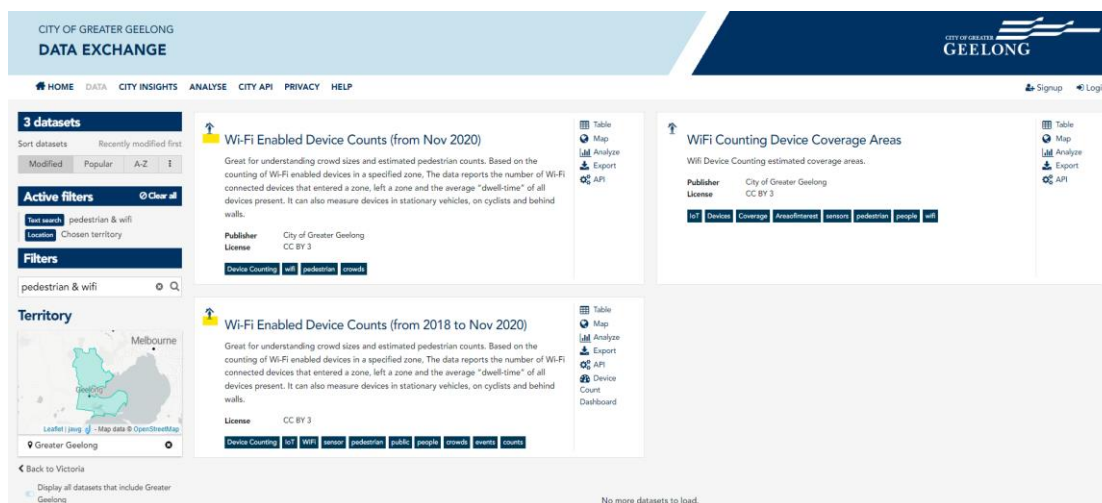 CITY OF GREATER GEELONG
DATA EXCHANGE
CITY OF GREATER
GEELONG
HOME DATA CITY INSIGHTS ANALYSE CITY API PRIVACY HELP
Signup Logi
3 datasets
Sort datasets Recently modified first
Modified Popular A-Z
Active filters Clear all
Text search pedestrian & wifi
Location Chosen territory
Filters
pedestrian & wifi
Territory
Melbourne
Geelong
Leaflet | jawg - Map data © OpenStreetMap
Greater Geelong
Back to Victoria
Display all datasets that include Greater
Geelong
Wi-Fi Enabled Device Counts (from Nov 2020)
Great for understanding crowd sizes and estimated pedestrian counts. Based on the
counting of Wi-Fi enabled devices in a specified zone, The data reports the number of Wi-Fi
connected devices that entered a zone, left a zone and the average "dwell-time" of all
devices present. It can also measure devices in stationary vehicles, on cyclists and behind
walls.
Publisher City of Greater Geelong
License CC BY 3
Device Counting wifi pedestrian crowds
Table
Map
Analyze
Export
API
WiFi Counting Device Coverage Areas
Wifi Device Counting estimated coverage areas.
Publisher City of Greater Geelong
License CC BY 3
IoT Devices Coverage Areasofinterest sensors pedestrian people wifi
Table
Map
Analyze
Export
API
Wi-Fi Enabled Device Counts (from 2018 to Nov 2020)
Great for understanding crowd sizes and estimated pedestrian counts. Based on the
counting of Wi-Fi enabled devices in a specified zone, The data reports the number of Wi-Fi
connected devices that entered a zone, left a zone and the average "dwell-time" of all
devices present. It can also measure devices in stationary vehicles, on cyclists and behind
walls.
License CC BY 3
Device Counting IoT WIFI sensor pedestrian public people crowds events counts
Table
Map
Analyze
Export
API
Device
Count
Dashboard
No more datasets to load.